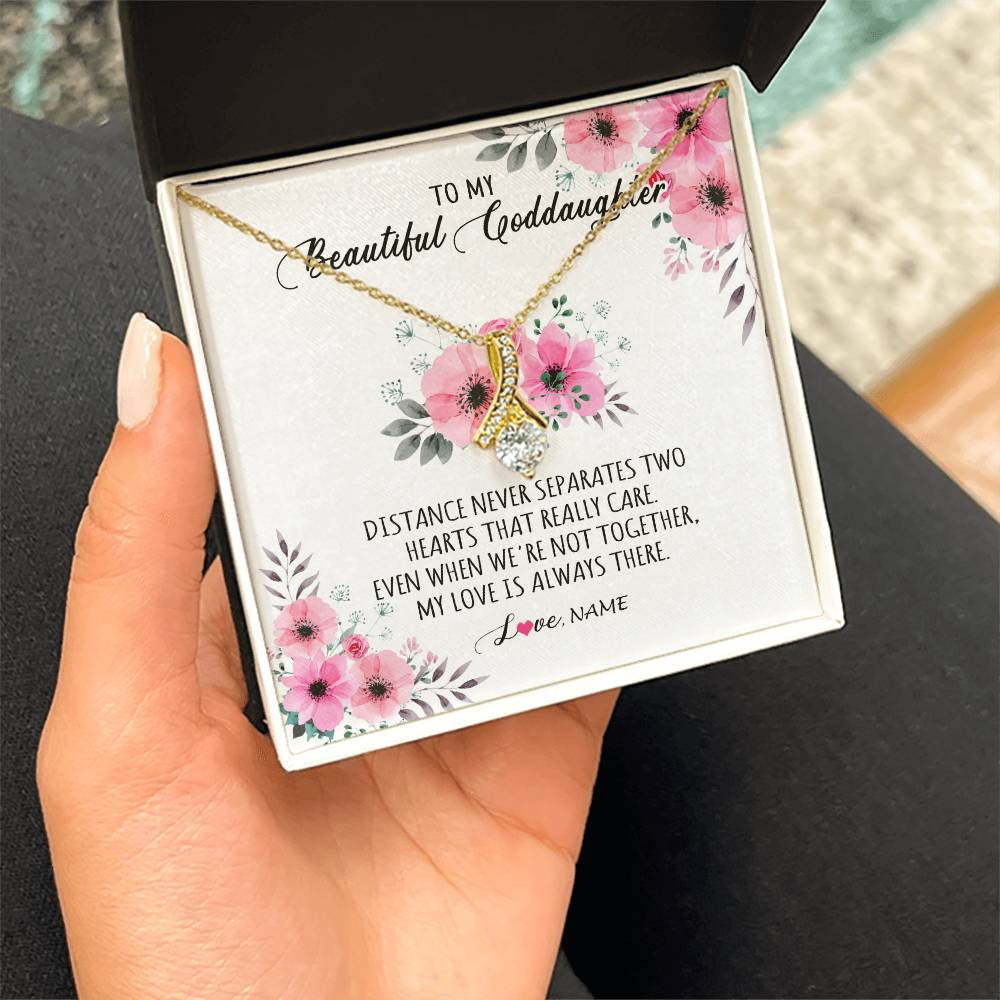 TO MY
Beautiful Goddaughter
DISTANCE NEVER SEPARATES TWO
HEARTS THAT REALLY CARE.
EVEN WHEN WE'RE NOT TOGETHER,
MY LOVE IS ALWAYS THERE.
Love, NAME